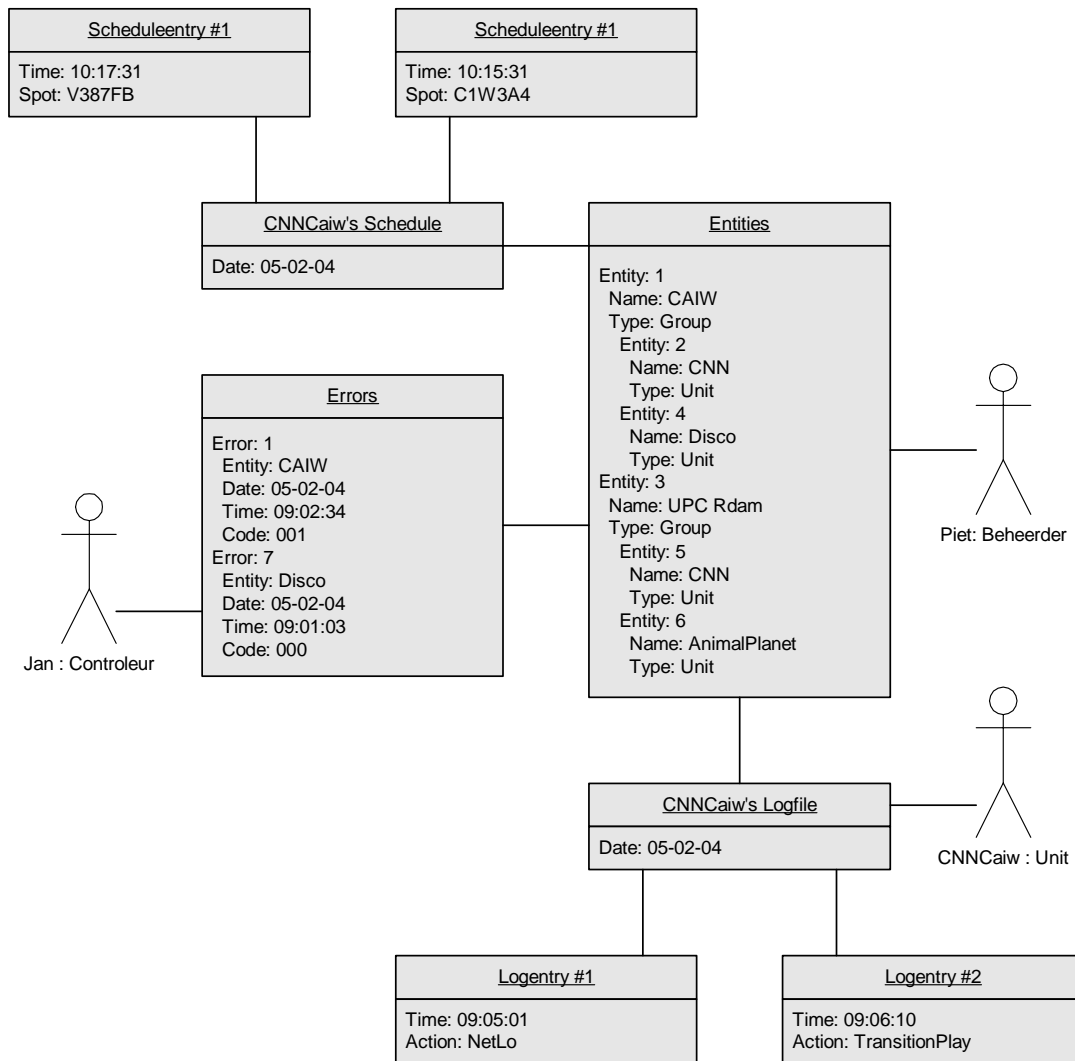 Scheduleentry #1
Time: 10:17:31
Spot: V387FB
Scheduleentry #1
Time: 10:15:31
Spot: C1W3A4
CNNCaiw's Schedule
Date: 05-02-04
Entities
Entity: 1
Name: CAIW
Type: Group
Entity: 2
Name: CNN
Type: Unit
Entity: 4
Name: Disco
Type: Unit
Entity: 3
Name: UPC Rdam
Type: Group
Entity: 5
Name: CNN
Type: Unit
Entity: 6
Name: AnimalPlanet
Type: Unit
Errors
Error: 1
Entity: CAIW
Date: 05-02-04
Time: 09:02:34
Code: 001
Error: 7
Entity: Disco
Date: 05-02-04
Time: 09:01:03
Code: 000
Jan : Controleur
Piet: Beheerder
CNNCaiw's Logfile
Date: 05-02-04
CNNCaiw : Unit
Logentry #1
Time: 09:05:01
Action: NetLo
Logentry #2
Time: 09:06:10
Action: TransitionPlay